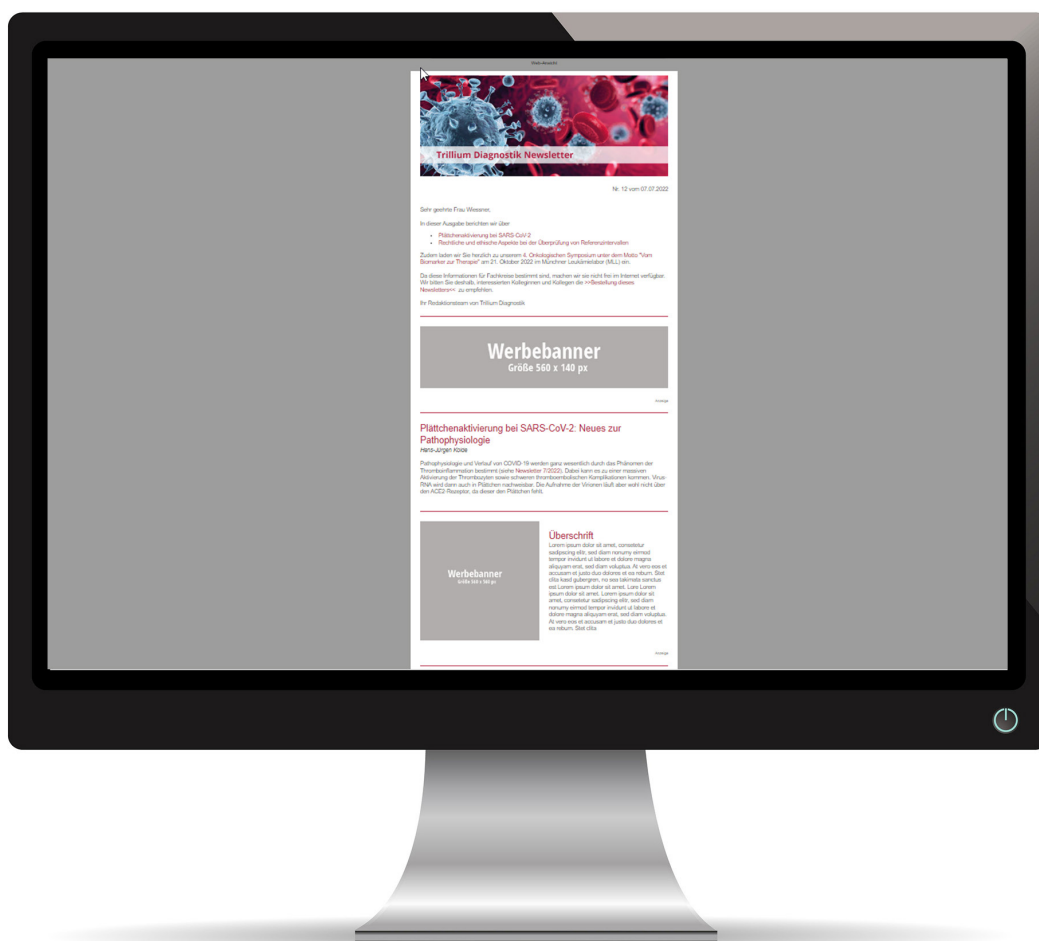 Web-Ansicht
Trillium Diagnostik Newsletter
Nr. 12 vom 07.07.2022
Sehr geehrte Frau Wiessner,
In dieser Ausgabe berichten wir über
• Plättchenaktivierung bei SARS-CoV-2
• Rechtliche und ethische Aspekte bei der Überprüfung von Referenzintervallen
Zudem laden wir Sie herzlich zu unserem 4. Onkologischen Symposium unter dem Motto "Vom
Biomarker zur Therapie" am 21. Oktober 2022 im Münchner Leukämielabor (MLL) ein.
Da diese Informationen für Fachkreise bestimmt sind, machen wir sie nicht frei im Internet verfügbar.
Wir bitten Sie deshalb, interessierten Kolleginnen und Kollegen die >>Bestellung dieses
Newsletters<< zu empfehlen.
Ihr Redaktionsteam von Trillium Diagnostik
Werbebanner
Größe 560 x 140 px
Anzeige
Plättchenaktivierung bei SARS-CoV-2: Neues zur
Pathophysiologie
Hans-Jürgen Kolde
Pathophysiologie und Verlauf von COVID-19 werden ganz wesentlich durch das Phänomen der
Thromboinflammation bestimmt (siehe Newsletter 7/2022). Dabei kann es zu einer massiven
Aktivierung der Thrombozyten sowie schweren thromboembolischen Komplikationen kommen. Virus-
RNA wird dann auch in Plättchen nachweisbar. Die Aufnahme der Virionen läuft aber wohl nicht über
den ACE2-Rezeptor, da dieser den Plättchen fehlt.
Werbebanner
Überschrift
Lorem ipsum dolor sit amet, consetetur
sadipscing elitr, sed diam nonumy eirmod
tempor invidunt ut labore et dolore magna
aliquyam erat, sed diam voluptua. At vero eos et
accusam et justo duo dolores et ea rebum. Stet
clita kasd gubergren, no sea takimata sanctus
est Lorem ipsum dolor sit amet. Lore Lorem
ipsum dolor sit amet. Lorem ipsum dolor sit
amet, consetetur sadipscing elitr, sed diam
nonumy eirmod tempor invidunt ut labore et
dolore magna aliquyam erat, sed diam voluptua.
At vero eos et accusam et justo duo dolores et
ea rebum. Stet clita
Anzeige